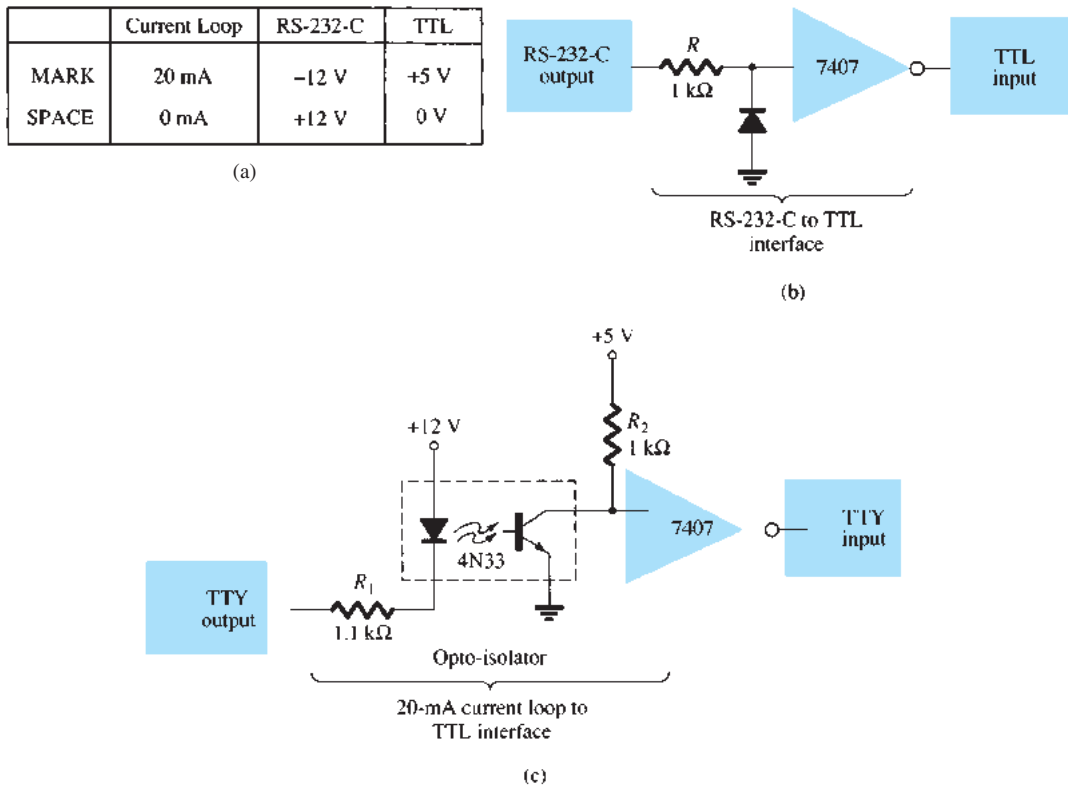 Current Loop RS-232-C TTL
MARK 20 mA −12 V +5 V
SPACE 0 mA +12 V 0 V
(a)
RS-232-C
output
R
1 kΩ
7407
TTL
input
RS-232-C to TTL
interface
(b)
+5 V
R2
1 kΩ
+12 V
4N33
7407
TTY
input
TTY
output
R1
1.1 kΩ
Opto-isolator
20-mA current loop to
TTL interface
(c)